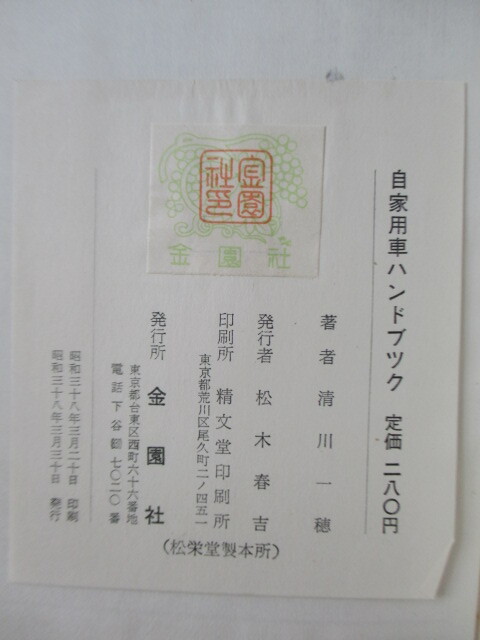 自家用車ハンドブツク 定価 二八〇円
金園社印
金園社
著者 清川一穂
発行者 松木春吉
印刷所 精文堂印刷所
東京都荒川区尾久町二ノ四五一
発行所 金園社
東京都台東区西町六十六番地
電話下谷 七〇二〇番
昭和三十八年三月二十日 印刷
昭和三十八年三月三十日 発行
(松栄堂製本所)